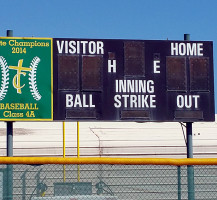 te Champions
2014
TC
BASEBALL
Class 4A
VISITOR HOME
H E
INNING
BALL STRIKE OUT